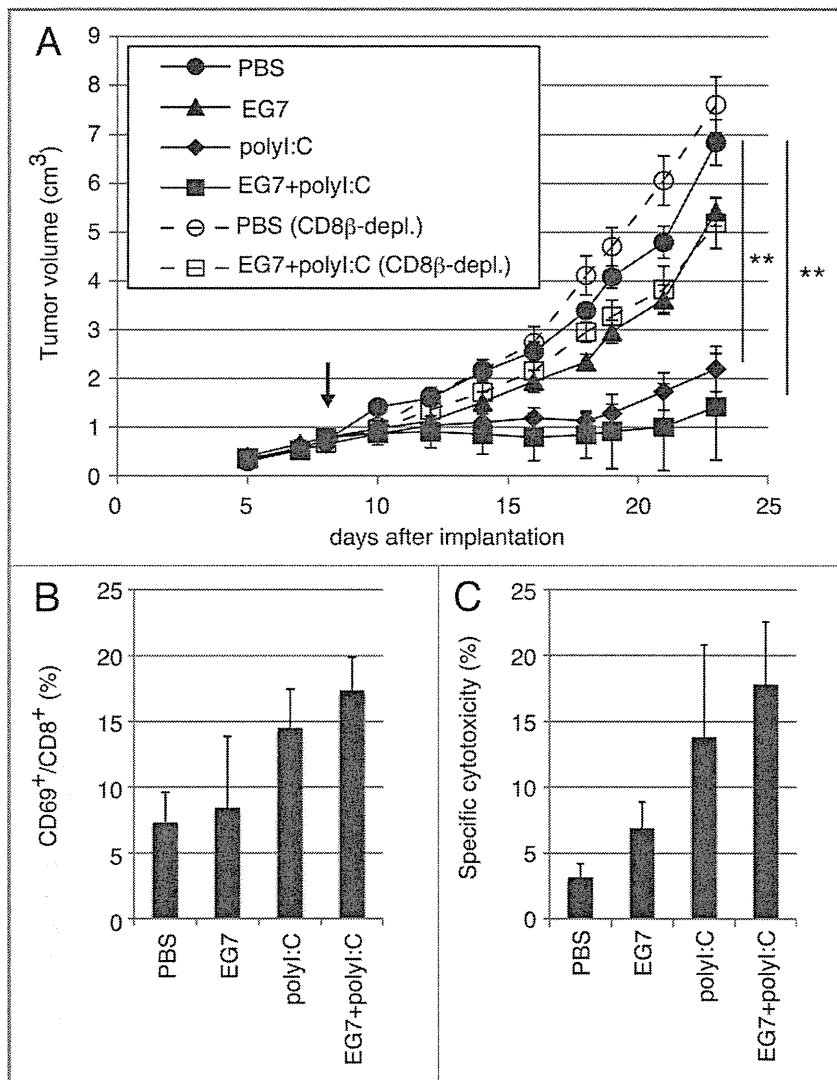 A
Tumor volume (cm³)
9
8
7
6
5
4
3
2
1
0
PBS
EG7
polyI:C
EG7+polyI:C
PBS (CD8β-depl.)
EG7+polyI:C (CD8β-depl.)
**
**
0
5
10
15
20
25
days after implantation
B
CD69⁺/CD8⁺ (%)
25
20
15
10
5
0
PBS
EG7
polyI:C
EG7+polyI:C
C
Specific cytotoxicity (%)
25
20
15
10
5
0
PBS
EG7
polyI:C
EG7+polyI:C